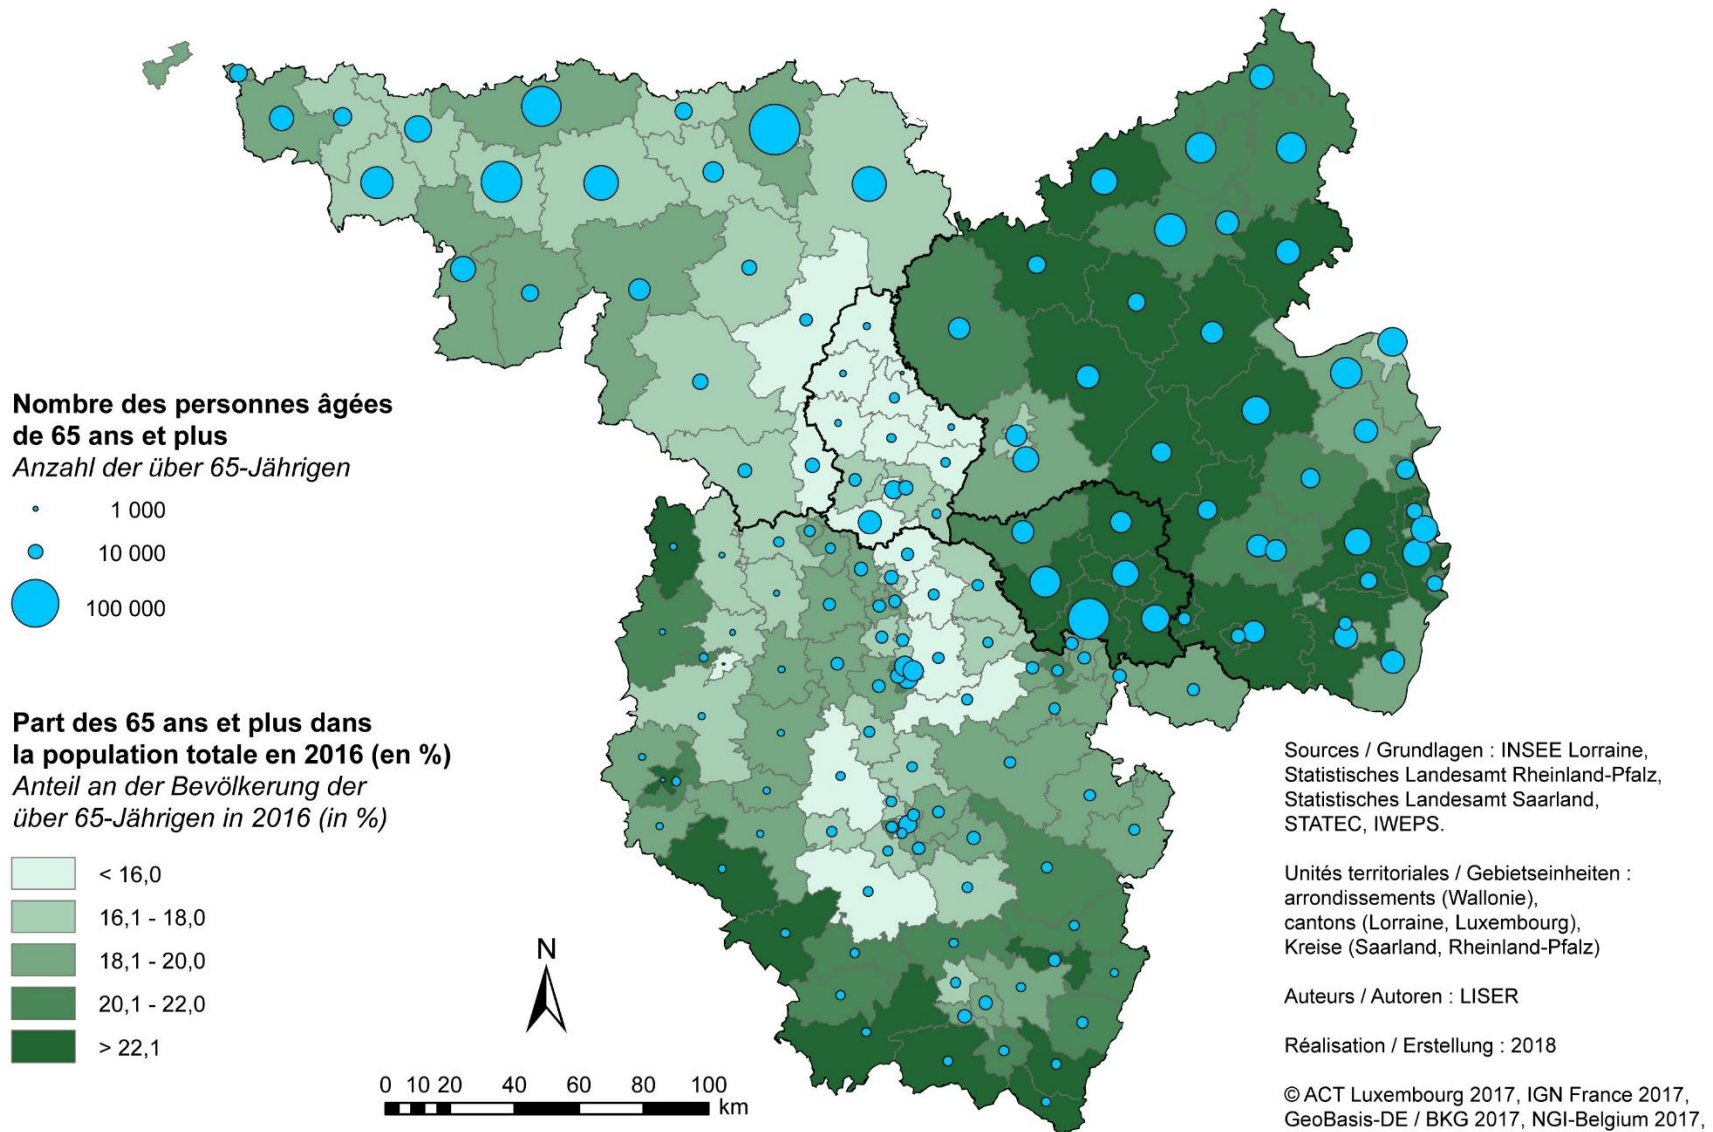 Nombre des personnes âgées
de 65 ans et plus
Anzahl der über 65-Jährigen
1 000
10 000
100 000
Part des 65 ans et plus dans
la population totale en 2016 (en %)
Anteil an der Bevölkerung der
über 65-Jährigen in 2016 (in %)
< 16,0
16,1 - 18,0
18,1 - 20,0
20,1 - 22,0
> 22,1
N
0 10 20 40 60 80 100
km
Sources / Grundlagen : INSEE Lorraine,
Statistisches Landesamt Rheinland-Pfalz,
Statistisches Landesamt Saarland,
STATEC, IWEPS.
Unités territoriales / Gebietseinheiten :
arrondissements (Wallonie),
cantons (Lorraine, Luxembourg),
Kreise (Saarland, Rheinland-Pfalz)
Auteurs / Autoren : LISER
Réalisation / Erstellung : 2018
© ACT Luxembourg 2017, IGN France 2017,
GeoBasis-DE / BKG 2017, NGI-Belgium 2017,